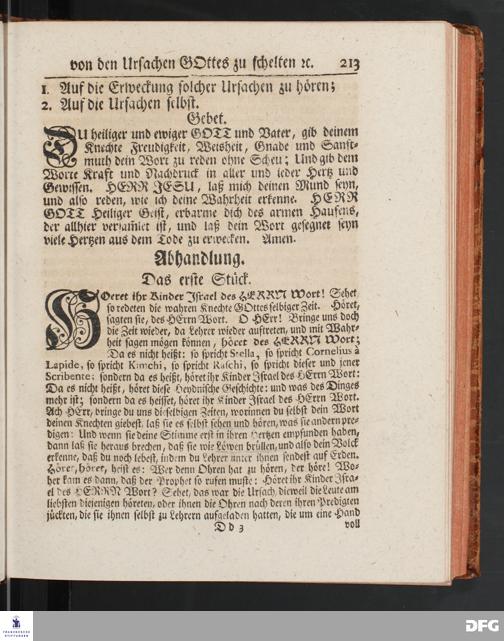 von den Ursachen GOttes zu schelten ꝛc. 213
1. Auf die Erweckung solcher Ursachen zu hören;
2. Auf die Ursachen selbst.
Gebet.
DU heiliger und ewiger GOTT und Vater, gib deinem
Knechte Freudigkeit, Weisheit, Gnade und Sanft-
muth dein Wort zu reden ohne Scheu; Und gib dem
Worte Kraft und Nachdruck in aller und ieder Hertz und
Gewissen. HERR JESU, laß mich deinen Mund seyn,
und also reden, wie ich deine Wahrheit erkenne. HERR
GOTT Heiliger Geist, erbarme dich des armen Haufens,
der allhier versamlet ist, und laß dein Wort gesegnet seyn
viele Hertzen aus dem Tode zu erwecken. Amen.
Abhandlung.
Das erste Stück.
HOeret ihr Kinder Israel des HERRN Wort! Sehet,
so redeten die wahren Knechte GOttes selbiger Zeit. Höret,
sagten sie, des HErrn Wort. O HErr! Bringe uns doch
die Zeit wieder, da Lehrer wieder auftreten, und mit Wahr-
heit sagen mögen können, höret des HERRN Wort;
Da es nicht heißt: so spricht Stella, so spricht Cornelius à
Lapide, so spricht Kimchi, so spricht Raschi, so spricht dieser und jener
Scribente: sondern da es heißt, höret ihr Kinder Israel des HErrn Wort:
Da es nicht heißt, höret diese Heydnische Geschicht: und was des Dinges
mehr ist; sondern da es heisset, höret ihr Kinder Israel des HErrn Wort.
Ach HErr, bringe du uns dieselbigen Zeiten, worinnen du selbst dein Wort
deinen Knechten giebest, laß sie es selbst sehen und hören, was sie andern pre-
digen: Und wenn sie deine Stimme erst in ihren Hertzen empfunden haben,
dann laß sie heraus brechen, daß sie wie Löwen brüllen, und also dein Volck
erkenne, daß du noch lebest, indem du Lehrer unter ihnen sendest auf Erden.
Höret, höret, heist es: Wer denn Ohren hat zu hören, der höre! Wo-
her kam es dann, daß der Prophet so rufen muste: Höret ihr Kinder Isra-
el des HERRN Wort? Sehet, das war die Ursach, dieweil die Leute am
liebsten diejenigen höreten, oder ihnen die Ohren nach deren ihren Predigten
jückten, die sie ihnen selbst zu Lehrern aufgeladen hatten, die um eine Hand
Dd 3 voll
FRANCKESCHE
STIFTUNGEN
DFG